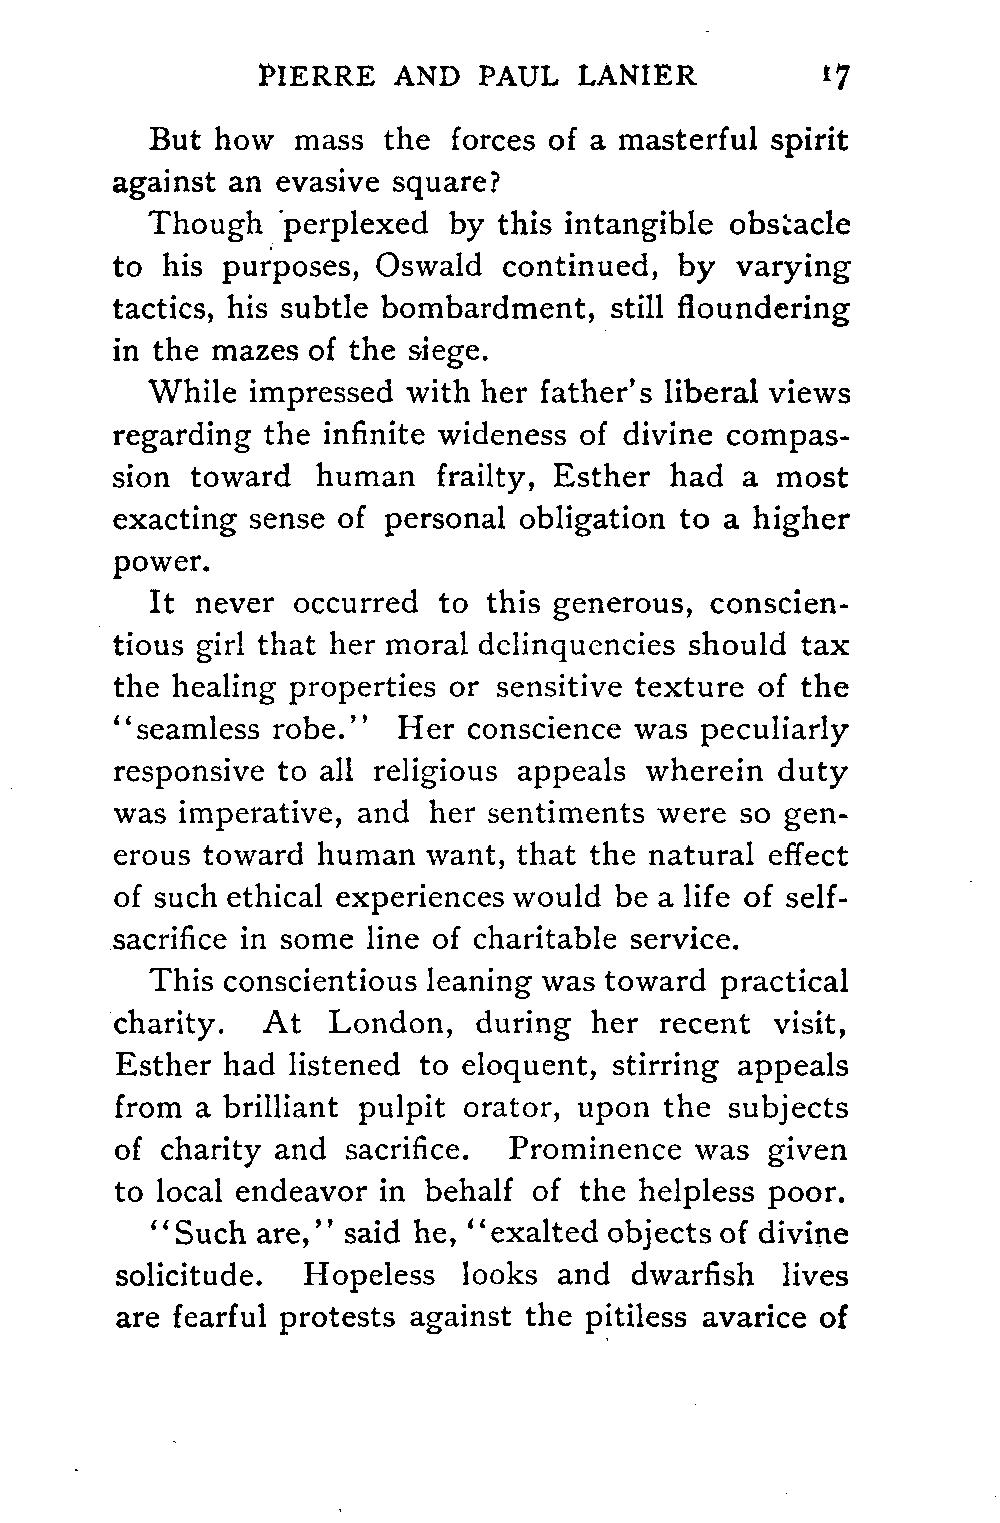 PIERRE AND PAUL LANIER 17
But how mass the forces of a masterful spirit
against an evasive square?
Though perplexed by this intangible obstacle
to his purposes, Oswald continued, by varying
tactics, his subtle bombardment, still floundering
in the mazes of the siege.
While impressed with her father's liberal views
regarding the infinite wideness of divine compas-
sion toward human frailty, Esther had a most
exacting sense of personal obligation to a higher
power.
It never occurred to this generous, conscien-
tious girl that her moral delinquencies should tax
the healing properties or sensitive texture of the
"seamless robe." Her conscience was peculiarly
responsive to all religious appeals wherein duty
was imperative, and her sentiments were so gen-
erous toward human want, that the natural effect
of such ethical experiences would be a life of self-
sacrifice in some line of charitable service.
This conscientious leaning was toward practical
charity. At London, during her recent visit,
Esther had listened to eloquent, stirring appeals
from a brilliant pulpit orator, upon the subjects
of charity and sacrifice. Prominence was given
to local endeavor in behalf of the helpless poor.
"Such are," said he, "exalted objects of divine
solicitude. Hopeless looks and dwarfish lives
are fearful protests against the pitiless avarice of